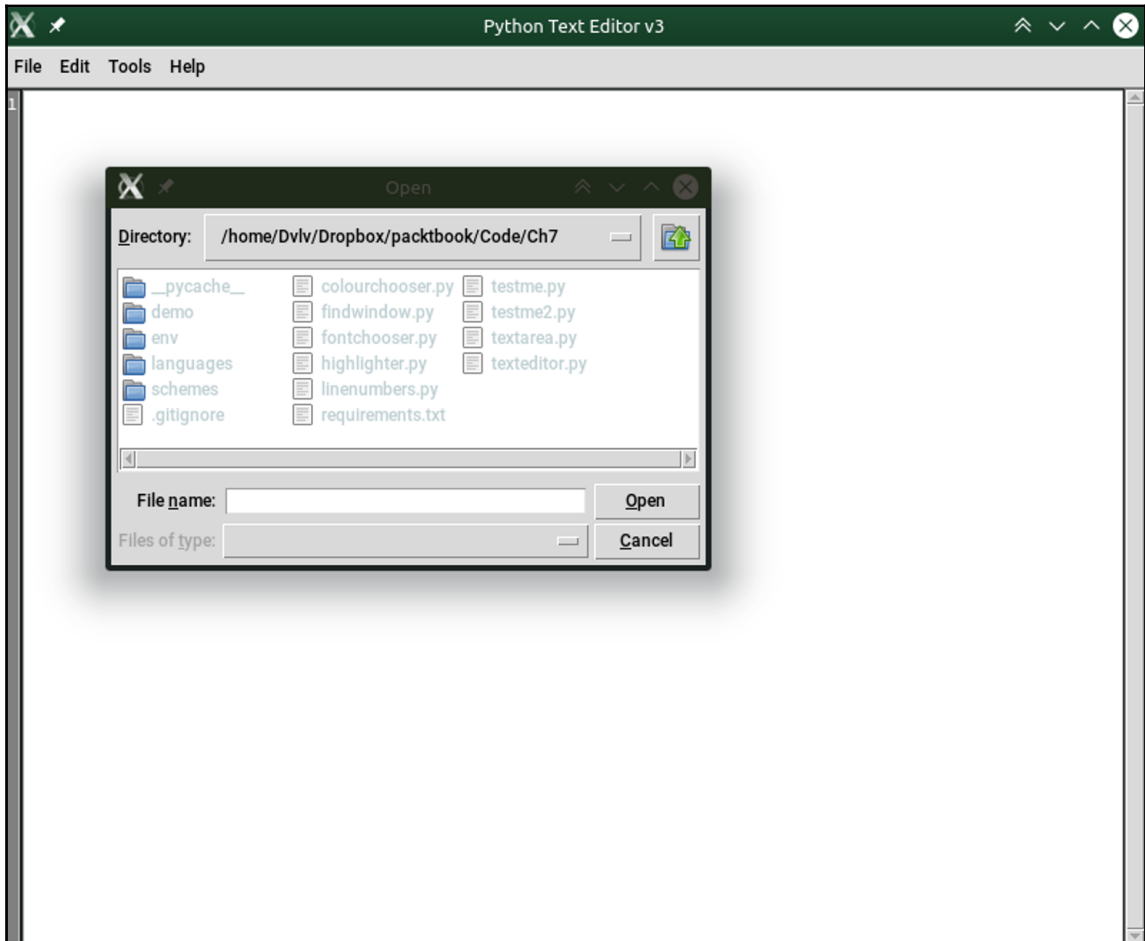 Python Text Editor v3
File Edit Tools Help
1
Open
Directory: /home/Dvlv/Dropbox/packtbook/Code/Ch7
__pycache__ colourchooser.py testme.py
demo findwindow.py testme2.py
env fontchooser.py textarea.py
languages highlighter.py texteditor.py
schemes linenumbers.py
.gitignore requirements.txt
File name: Open
Files of type: Cancel